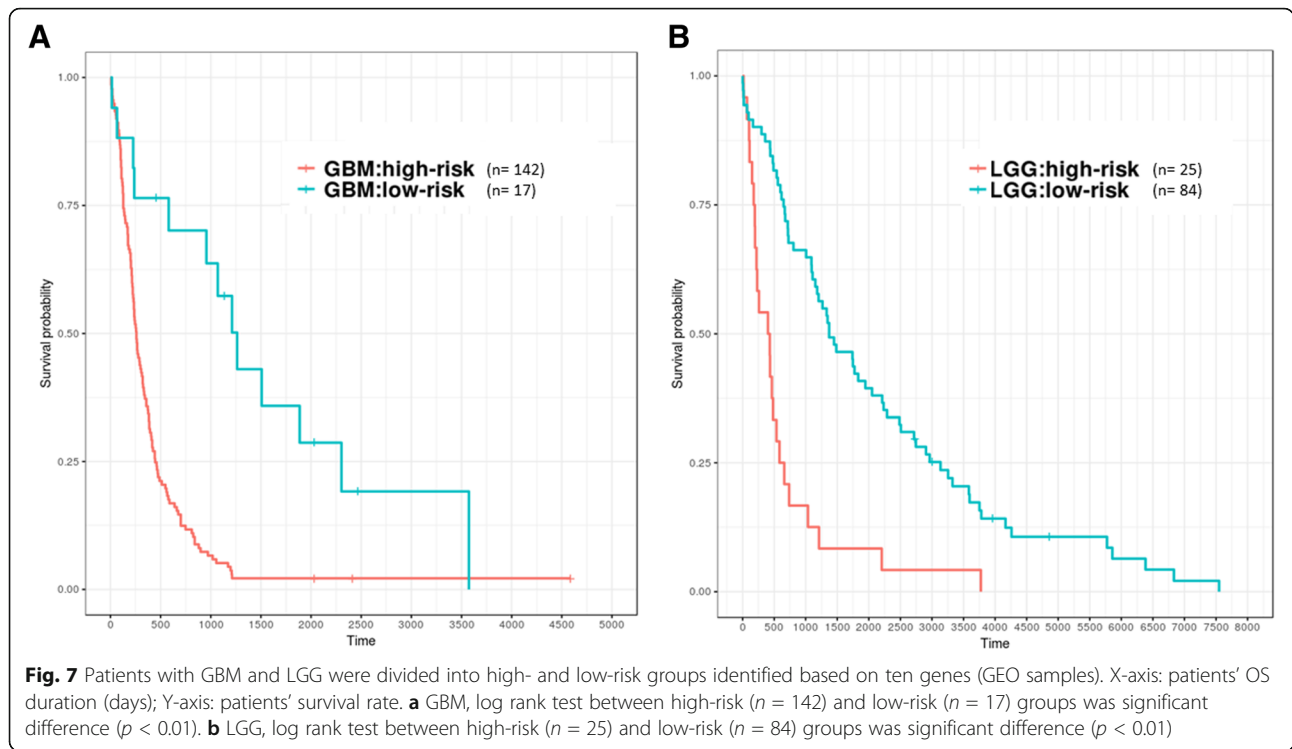 A
B
1.00
0.75
0.50
0.25
0.00
Survival probability
GBM:high-risk (n= 142)
GBM:low-risk (n= 17)
0 500 1000 1500 2000 2500 3000 3500 4000 4500 5000
Time
1.00
0.75
0.50
0.25
0.00
Survival probability
LGG:high-risk (n= 25)
LGG:low-risk (n= 84)
0 500 1000 1500 2000 2500 3000 3500 4000 4500 5000 5500 6000 6500 7000 7500 8000
Time
Fig. 7 Patients with GBM and LGG were divided into high- and low-risk groups identified based on ten genes (GEO samples). X-axis: patients’ OS
duration (days); Y-axis: patients’ survival rate. a GBM, log rank test between high-risk (n = 142) and low-risk (n = 17) groups was significant
difference (p < 0.01). b LGG, log rank test between high-risk (n = 25) and low-risk (n = 84) groups was significant difference (p < 0.01)